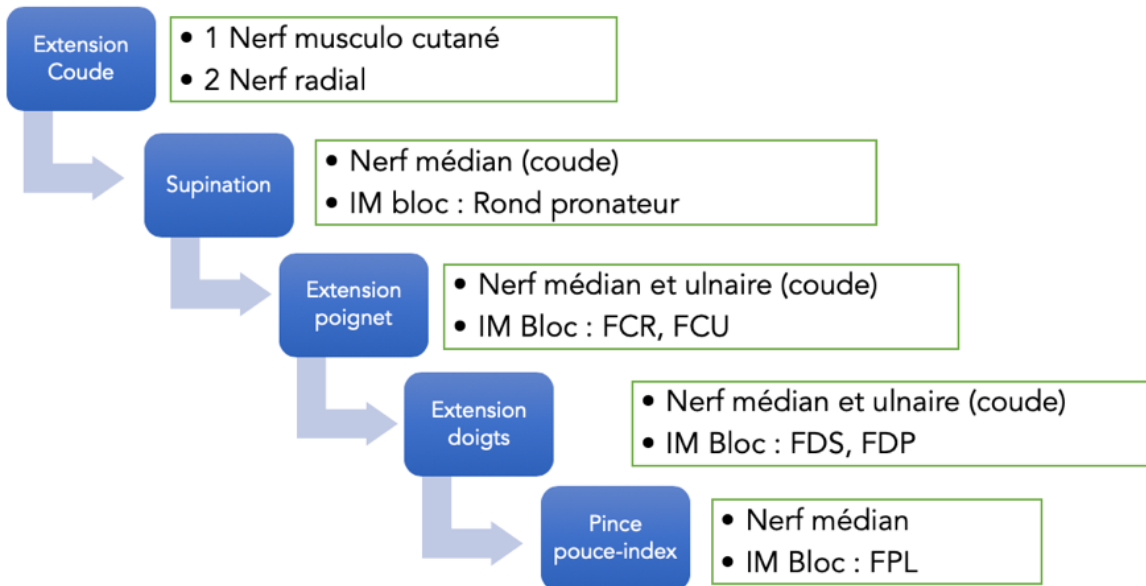 Extension
Coude
• 1 Nerf musculo cutané
• 2 Nerf radial
Supination
• Nerf médian (coude)
• IM bloc : Rond pronateur
Extension
poignet
• Nerf médian et ulnaire (coude)
• IM Bloc : FCR, FCU
Extension
doigts
• Nerf médian et ulnaire (coude)
• IM Bloc : FDS, FDP
Pince
pouce-index
• Nerf médian
• IM Bloc : FPL